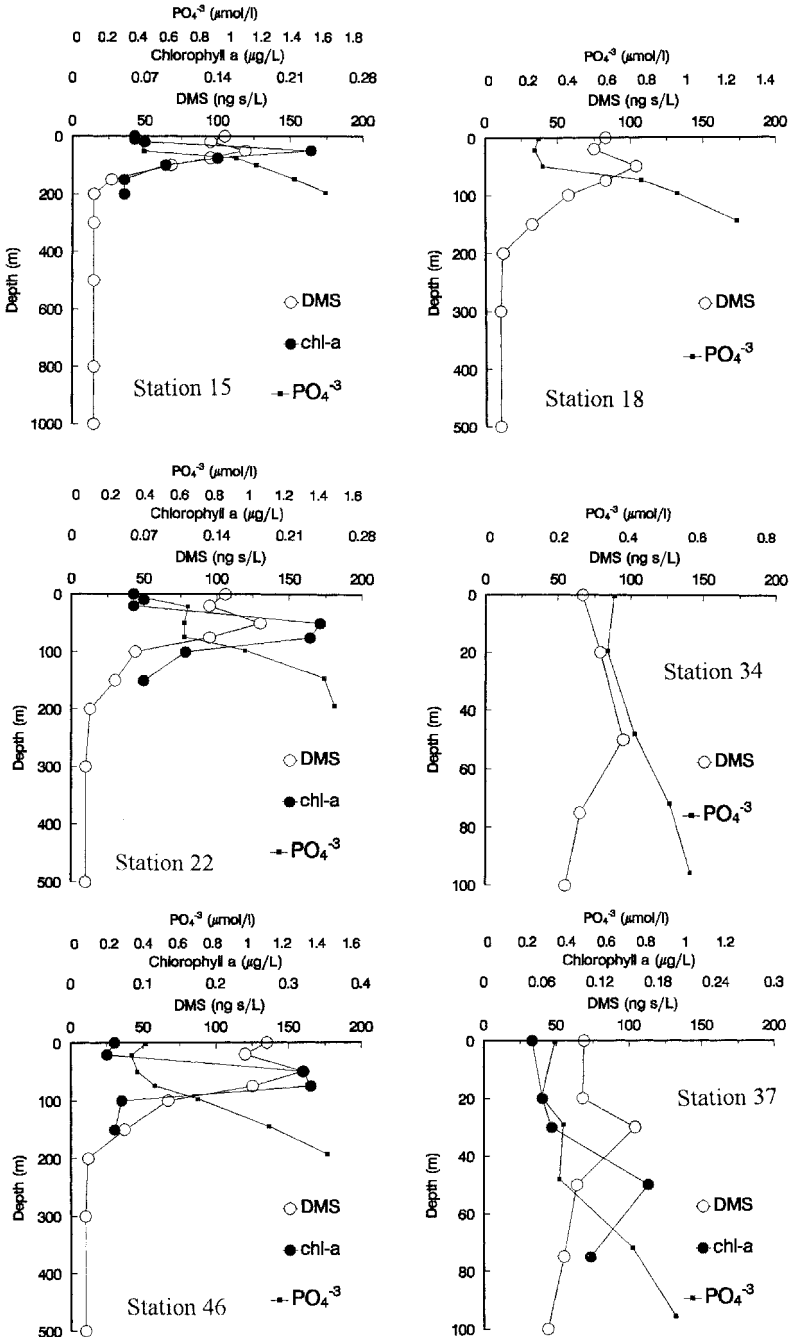 PO₄⁻³ (µmol/l)
0 0.2 0.4 0.6 0.8 1 1.2 1.4 1.6 1.8
Chlorophyll a (µg/L)
0 0.07 0.14 0.21 0.28
DMS (ng s/L)
0 50 100 150 200
0
200
400
600
800
1000
Depth (m)
DMS
chl-a
PO₄⁻³
Station 15
PO₄⁻³ (µmol/l)
0 0.2 0.4 0.6 0.8 1 1.2 1.4
DMS (ng s/L)
0 50 100 150 200
0
100
200
300
400
500
Depth (m)
DMS
PO₄⁻³
Station 18
PO₄⁻³ (µmol/l)
0 0.2 0.4 0.6 0.8 1 1.2 1.4 1.6
Chlorophyll a (µg/L)
0 0.07 0.14 0.21 0.28
DMS (ng s/L)
0 50 100 150 200
0
100
200
300
400
500
Depth (m)
DMS
chl-a
PO₄⁻³
Station 22
PO₄⁻³ (µmol/l)
0 0.2 0.4 0.6 0.8
DMS (ng s/L)
0 50 100 150 200
0
20
40
60
80
100
Depth (m)
Station 34
DMS
PO₄⁻³
PO₄⁻³ (µmol/l)
0 0.2 0.4 0.6 0.8 1 1.2 1.4 1.6
Chlorophyll a (µg/L)
0 0.1 0.2 0.3 0.4
DMS (ng s/L)
0 50 100 150 200
0
100
200
300
400
500
Depth (m)
DMS
chl-a
PO₄⁻³
Station 46
PO₄⁻³ (µmol/l)
0 0.2 0.4 0.6 0.8 1 1.2
Chlorophyll a (µg/L)
0 0.06 0.12 0.18 0.24 0.3
DMS (ng s/L)
0 50 100 150 200
0
20
40
60
80
100
Depth (m)
Station 37
DMS
chl-a
PO₄⁻³